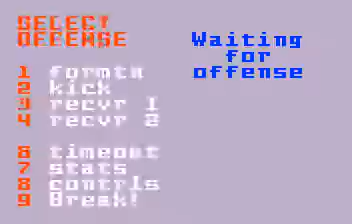 SELECT
OFFENSE
1 formtn
2 kick
3 recvr 1
4 recvr 2
6 timeout
7 stats
8 contrls
9 Break!
Waiting
for
offense